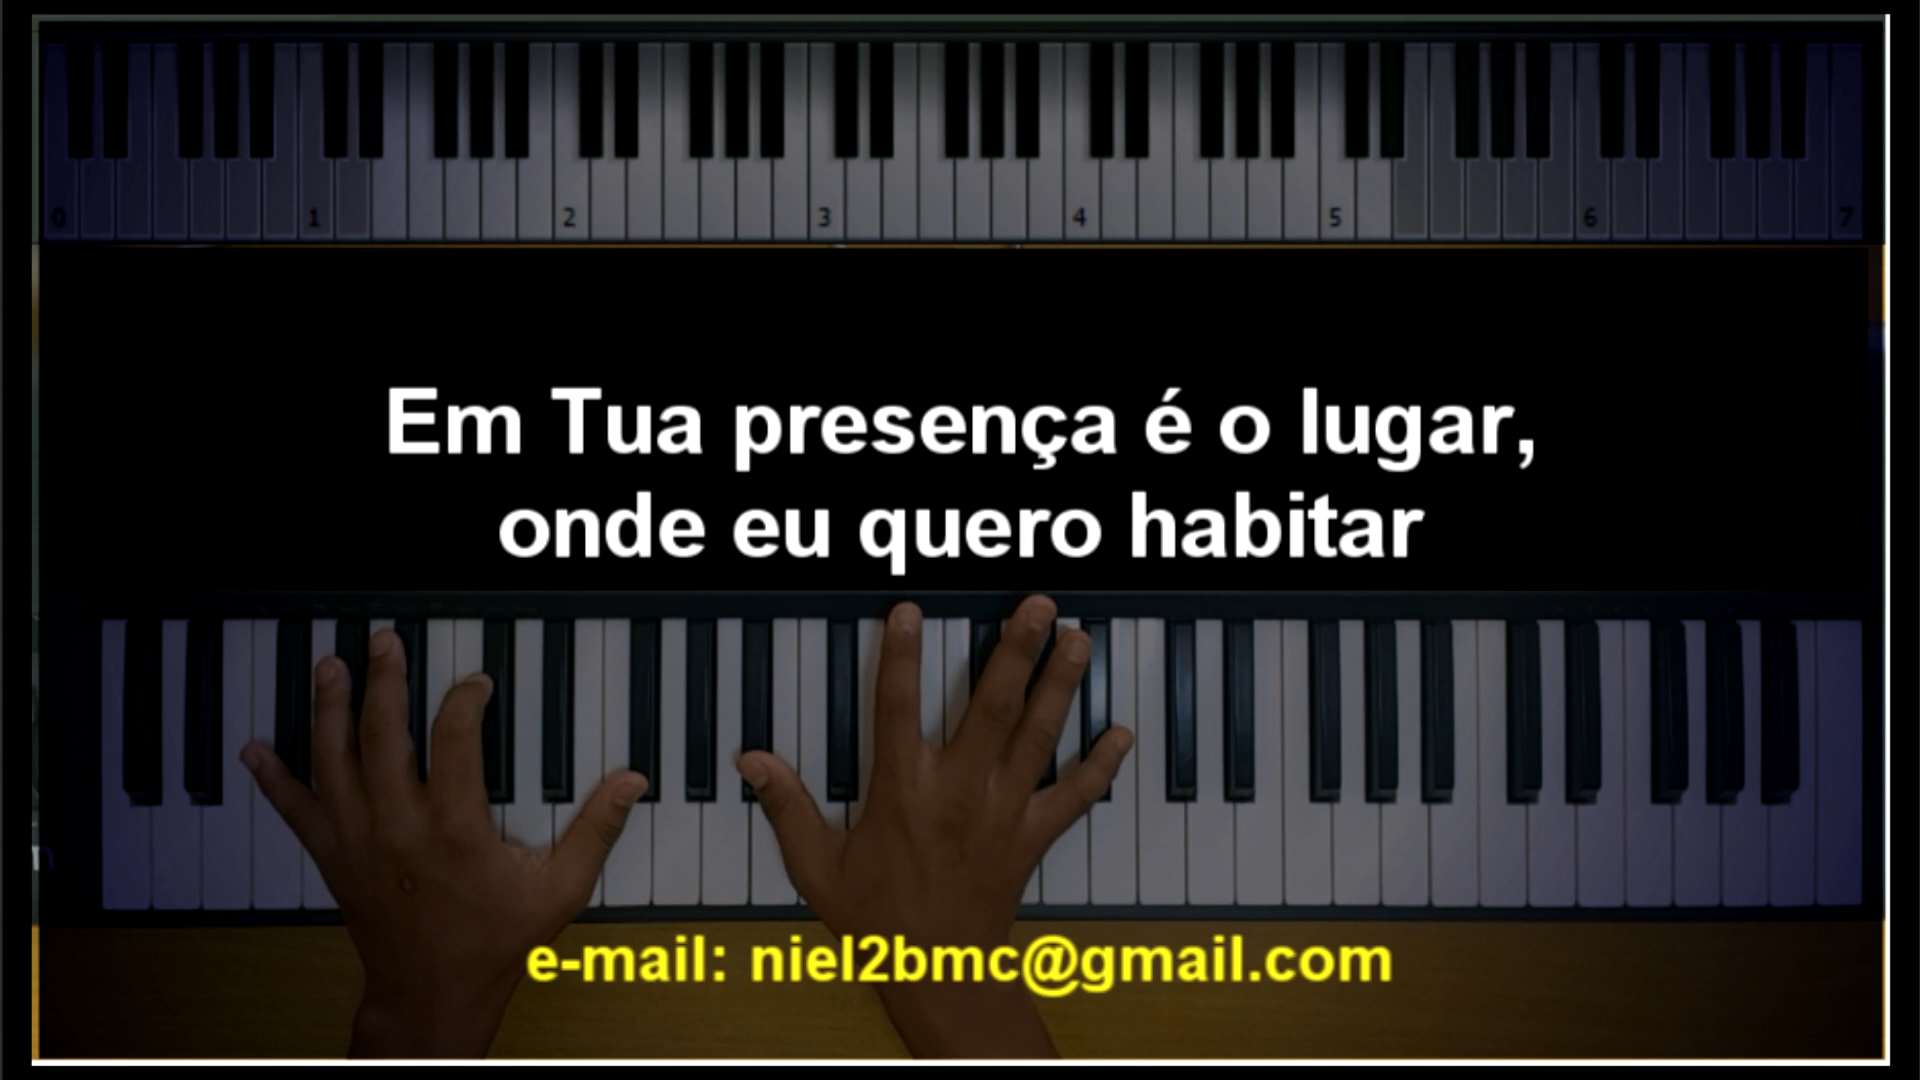 0 1 2 3 4 5 6 7
Em Tua presença é o lugar,
onde eu quero habitar
e-mail: niel2bmc@gmail.com